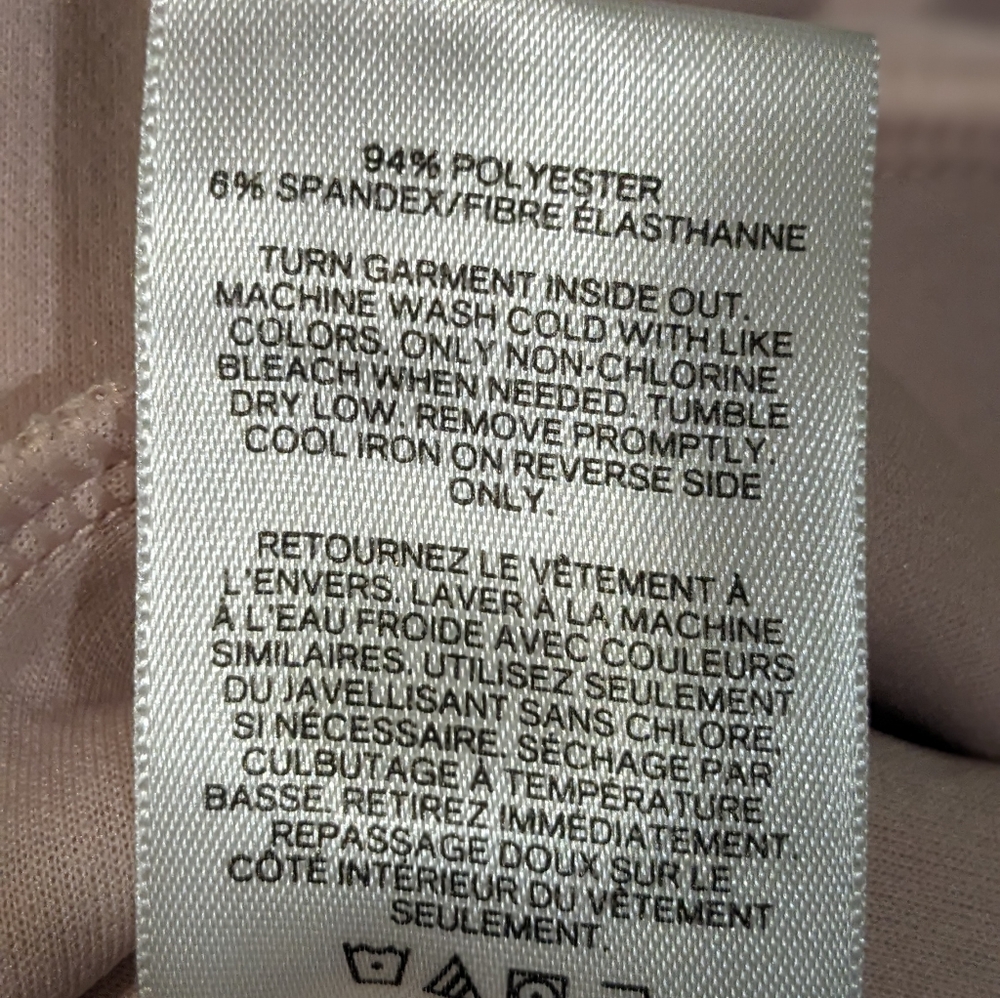 94% POLYESTER
6% SPANDEX/FIBRE ÉLASTHANNE
TURN GARMENT INSIDE OUT.
MACHINE WASH COLD WITH LIKE
COLORS. ONLY NON-CHLORINE
BLEACH WHEN NEEDED. TUMBLE
DRY LOW. REMOVE PROMPTLY.
COOL IRON ON REVERSE SIDE
ONLY.
RETOURNEZ LE VÊTEMENT À
L'ENVERS. LAVER À LA MACHINE
À L'EAU FROIDE AVEC COULEURS
SIMILAIRES. UTILISEZ SEULEMENT
DU JAVELLISANT SANS CHLORE,
SI NÉCESSAIRE. SÉCHAGE PAR
CULBUTAGE À TEMPÉRATURE
BASSE. RETIREZ IMMÉDIATEMENT.
REPASSAGE DOUX SUR LE
CÔTÉ INTÉRIEUR DU VÊTEMENT
SEULEMENT.